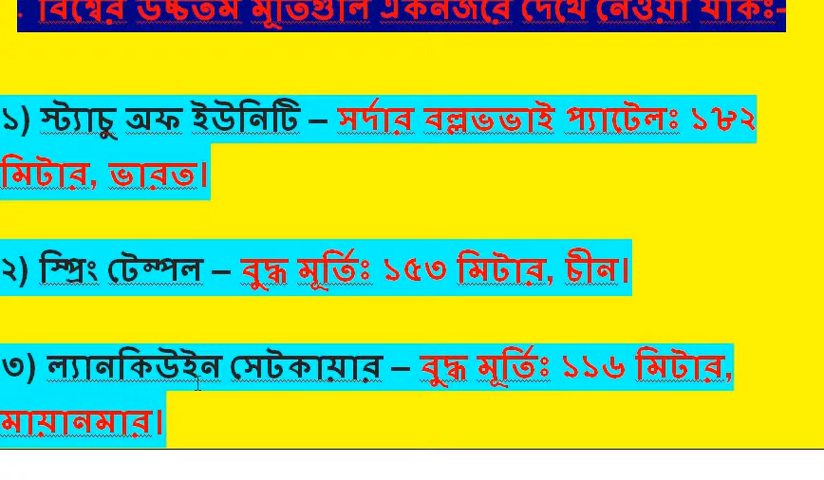 . বিশ্বের উচ্চতম মূর্তিগুলি একনজরে দেখে নেওয়া যাকঃ-
১) স্ট্যাচু অফ ইউনিটি – সর্দার বল্লভভাই প্যাটেলঃ ১৮২
মিটার, ভারত।
২) স্প্রিং টেম্পল – বুদ্ধ মূর্তিঃ ১৫৩ মিটার, চীন।
৩) ল্যানকিউইন সেটকায়ার – বুদ্ধ মূর্তিঃ ১১৬ মিটার,
মায়ানমার।